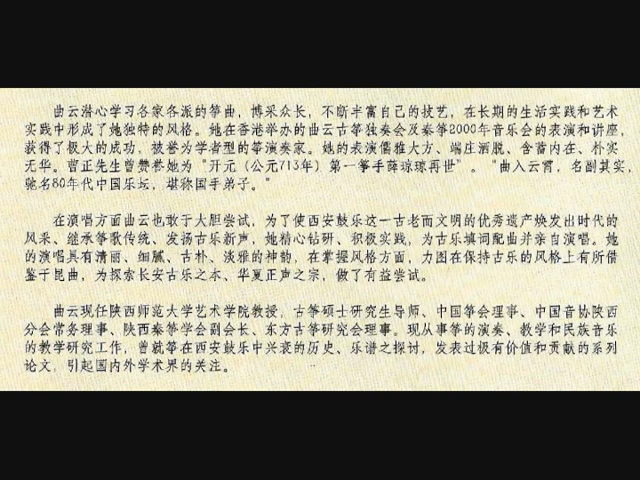 曲云潜心学习各家各派的筝曲，博采众长，不断丰富自己的技艺，在长期的生活实践和艺术
实践中形成了她独特的风格。她在香港举办的曲云古筝独奏会及秦筝2000年音乐会的表演和讲座，
获得了极大的成功，被誉为学者型的筝演奏家。她的表演儒雅大方、端庄洒脱、含蓄内在、朴实
无华。曹正先生曾赞誉她为“开元（公元713年）第一筝手薛琼琼再世”。“曲入云霄，名副其实，
驰名80年代中国乐坛，堪称国手弟子。”
在演唱方面曲云也敢于大胆尝试，为了使西安鼓乐这一古老而文明的优秀遗产焕发出时代的
风采、继承筝歌传统、发扬古乐新声，她精心钻研、积极实践，为古乐填词配曲并亲自演唱。她
的演唱具有清丽、细腻、古朴、淡雅的神韵，在掌握风格方面，力图在保持古乐的风格上有所借
鉴于昆曲，为探索长安古乐之本、华夏正声之宗，做了有益尝试。
曲云现任陕西师范大学艺术学院教授，古筝硕士研究生导师、中国筝会理事、中国音协陕西
分会常务理事、陕西秦筝学会副会长、东方古筝研究会理事。现从事筝的演奏、教学和民族音乐
的教学研究工作，曾就筝在西安鼓乐中兴衰的历史、乐谱之探讨，发表过极有价值和贡献的系列
论文，引起国内外学术界的关注。